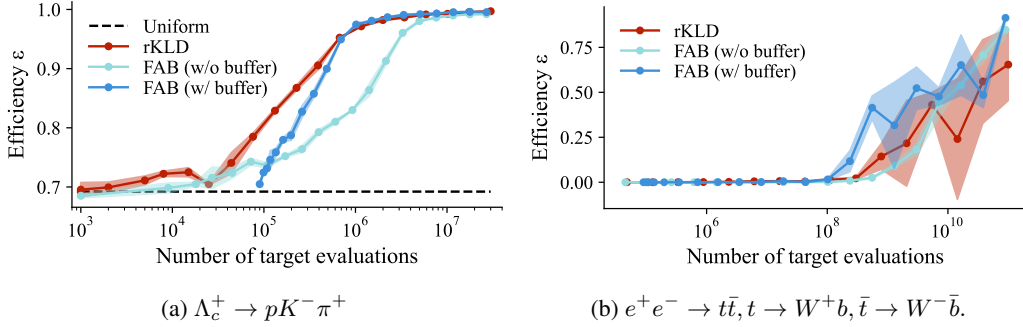 1.0
0.9
0.8
0.7
Efficiency ε
Uniform
rKLD
FAB (w/o buffer)
FAB (w/ buffer)
10³ 10⁴ 10⁵ 10⁶ 10⁷
Number of target evaluations
(a) Λ_c⁺ → pK⁻π⁺
0.75
0.50
0.25
0.00
Efficiency ε
rKLD
FAB (w/o buffer)
FAB (w/ buffer)
10⁶ 10⁸ 10¹⁰
Number of target evaluations
(b) e⁺e⁻ → tt̄, t → W⁺b, t̄ → W⁻b̄.